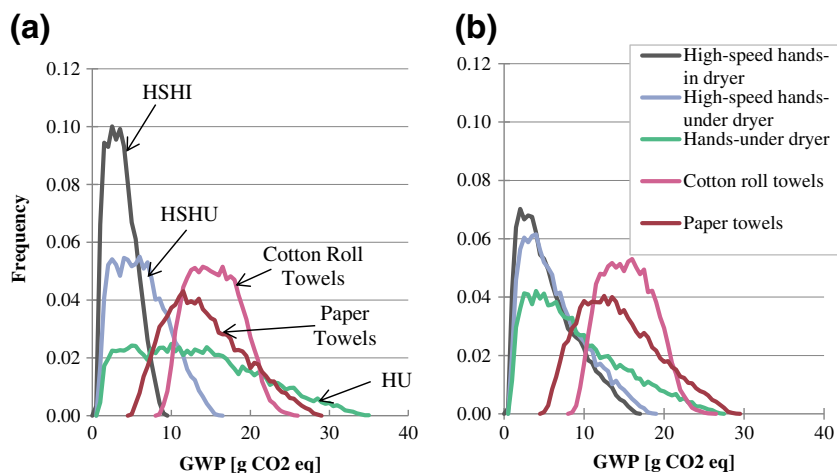 (a)
0.12
0.10
0.08
0.06
0.04
0.02
0.00
Frequency
HSHI
HSHU
Cotton Roll
Towels
Paper
Towels
HU
0
10
20
30
40
GWP [g CO2 eq]
(b)
0.12
0.10
0.08
0.06
0.04
0.02
0.00
High-speed hands-
in dryer
High-speed hands-
under dryer
Hands-under dryer
Cotton roll towels
Paper towels
0
10
20
30
40
GWP [g CO2 eq]